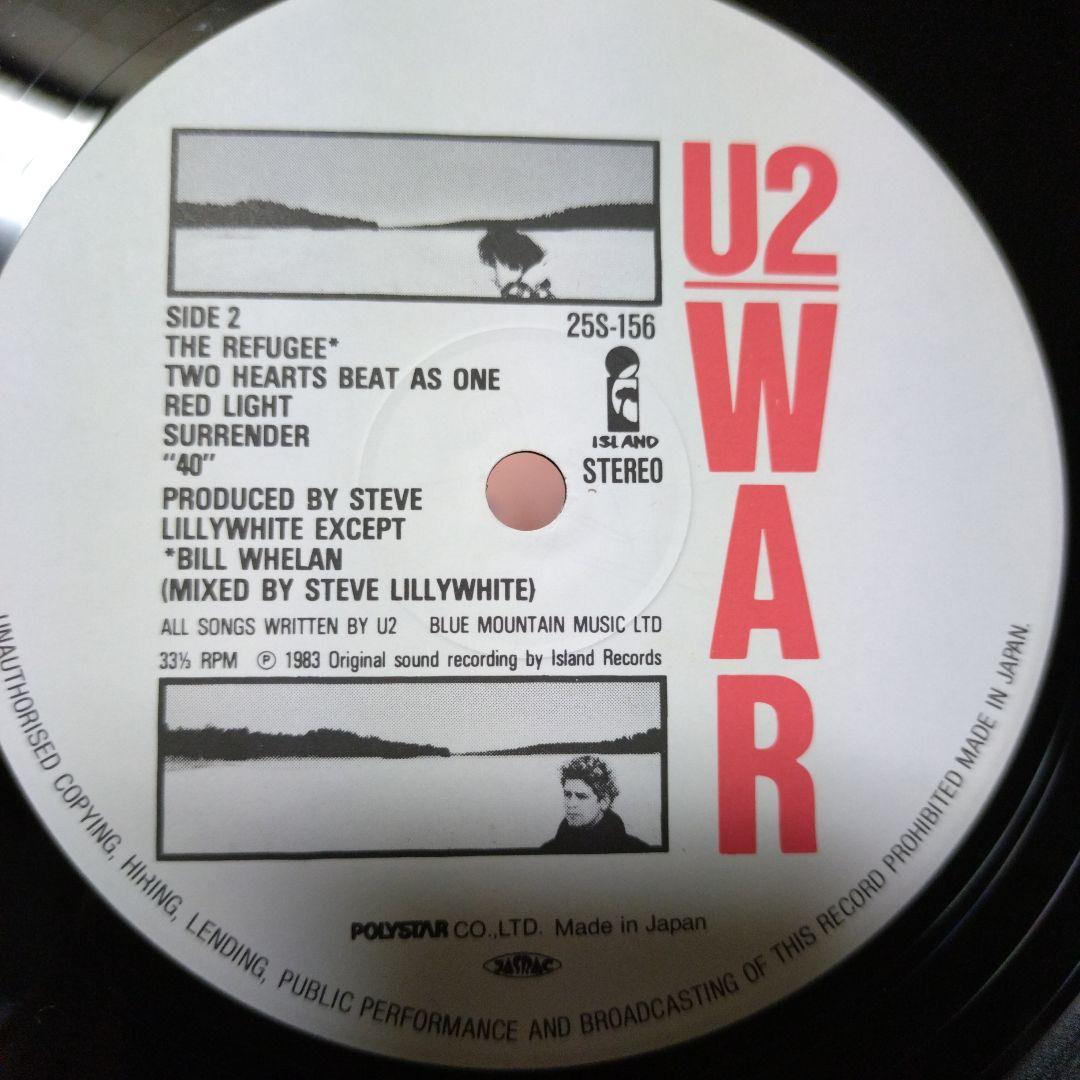 U2
WAR
SIDE 2
25S-156
THE REFUGEE*
TWO HEARTS BEAT AS ONE
RED LIGHT
SURRENDER
"40"
ISLAND
STEREO
PRODUCED BY STEVE
LILLYWHITE EXCEPT
*BILL WHELAN
(MIXED BY STEVE LILLYWHITE)
ALL SONGS WRITTEN BY U2 BLUE MOUNTAIN MUSIC LTD
33⅓ RPM ℗ 1983 Original sound recording by Island Records
POLYSTAR CO.,LTD. Made in Japan
JASRAC
UNAUTHORISED COPYING, HIRING, LENDING, PUBLIC PERFORMANCE AND BROADCASTING OF THIS RECORD PROHIBITED MADE IN JAPAN.